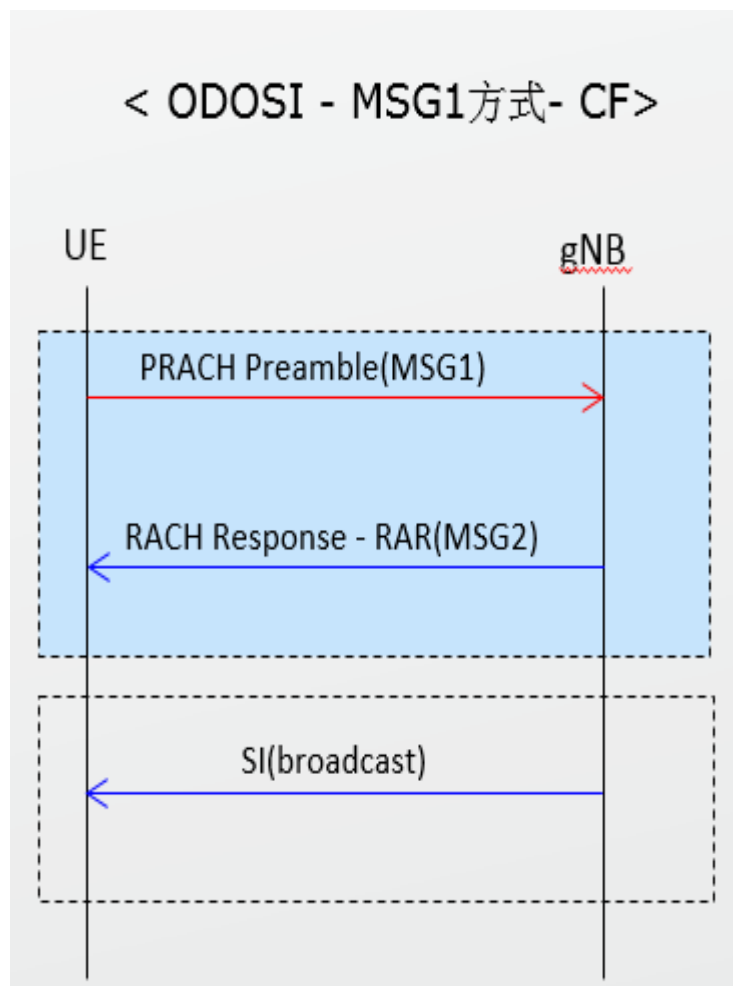 < ODOSI - MSG1方式- CF>
UE
gNB
PRACH Preamble(MSG1)
RACH Response - RAR(MSG2)
SI(broadcast)